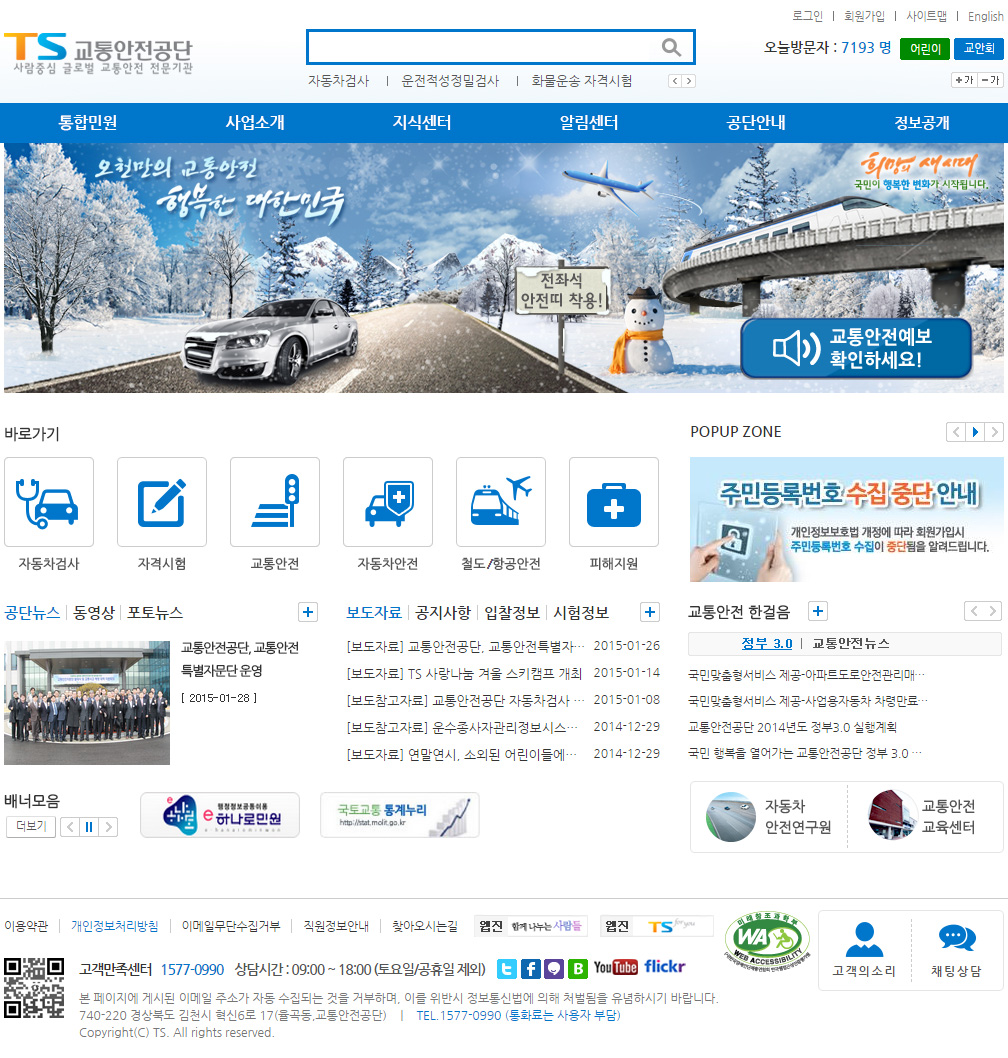 로그인 | 회원가입 | 사이트맵 | English
TS 교통안전공단
사람중심 글로벌 교통안전 전문기관
오늘방문자 : 7193 명 어린이 교안회
자동차검사 | 운전적성정밀검사 | 화물운송 자격시험
+가 -가
통합민원 사업소개 지식센터 알림센터 공단안내 정보공개
오천만의 교통안전
행복한 대한민국
희망의 새 시대
국민이 행복한 변화가 시작됩니다.
전좌석
안전띠 착용!
교통안전예보
확인하세요!
바로가기
POPUP ZONE
주민등록번호 수집 중단 안내
개인정보보호법 개정에 따라 회원가입시
주민등록번호 수집이 중단됨을 알려드립니다.
자동차검사 자격시험 교통안전 자동차안전 철도/항공안전 피해지원
공단뉴스 | 동영상 | 포토뉴스
교통안전공단, 교통안전
특별자문단 운영
[ 2015-01-28 ]
보도자료 | 공지사항 | 입찰정보 | 시험정보
[보도자료] 교통안전공단, 교통안전특별자… 2015-01-26
[보도자료] TS 사랑나눔 겨울 스키캠프 개최 2015-01-14
[보도참고자료] 교통안전공단 자동차검사 … 2015-01-08
[보도참고자료] 운수종사자관리정보시스… 2014-12-29
[보도자료] 연말연시, 소외된 어린이들에… 2014-12-29
교통안전 한걸음
정부 3.0 | 교통안전뉴스
국민맞춤형서비스 제공-아파트도로안전관리매…
국민맞춤형서비스 제공-사업용자동차 차령만료…
교통안전공단 2014년도 정부3.0 실행계획
국민 행복을 열어가는 교통안전공단 정부 3.0 …
배너모음
더보기
행정정보공동이용
e하나로민원
국토교통 통계누리
http://stat.molit.go.kr
자동차
안전연구원
교통안전
교육센터
이용약관 | 개인정보처리방침 | 이메일무단수집거부 | 직원정보안내 | 찾아오시는길
웹진 함께 나누는 사람들
웹진 TS for you
미래창조과학부
WA
WEB ACCESSIBILITY
고객의소리 채팅상담
고객만족센터 1577-0990 상담시간 : 09:00 ~ 18:00 (토요일/공휴일 제외)
YouTube flickr
본 페이지에 게시된 이메일 주소가 자동 수집되는 것을 거부하며, 이를 위반시 정보통신법에 의해 처벌됨을 유념하시기 바랍니다.
740-220 경상북도 김천시 혁신6로 17(율곡동,교통안전공단) | TEL.1577-0990 (통화료는 사용자 부담)
Copyright(C) TS. All rights reserved.